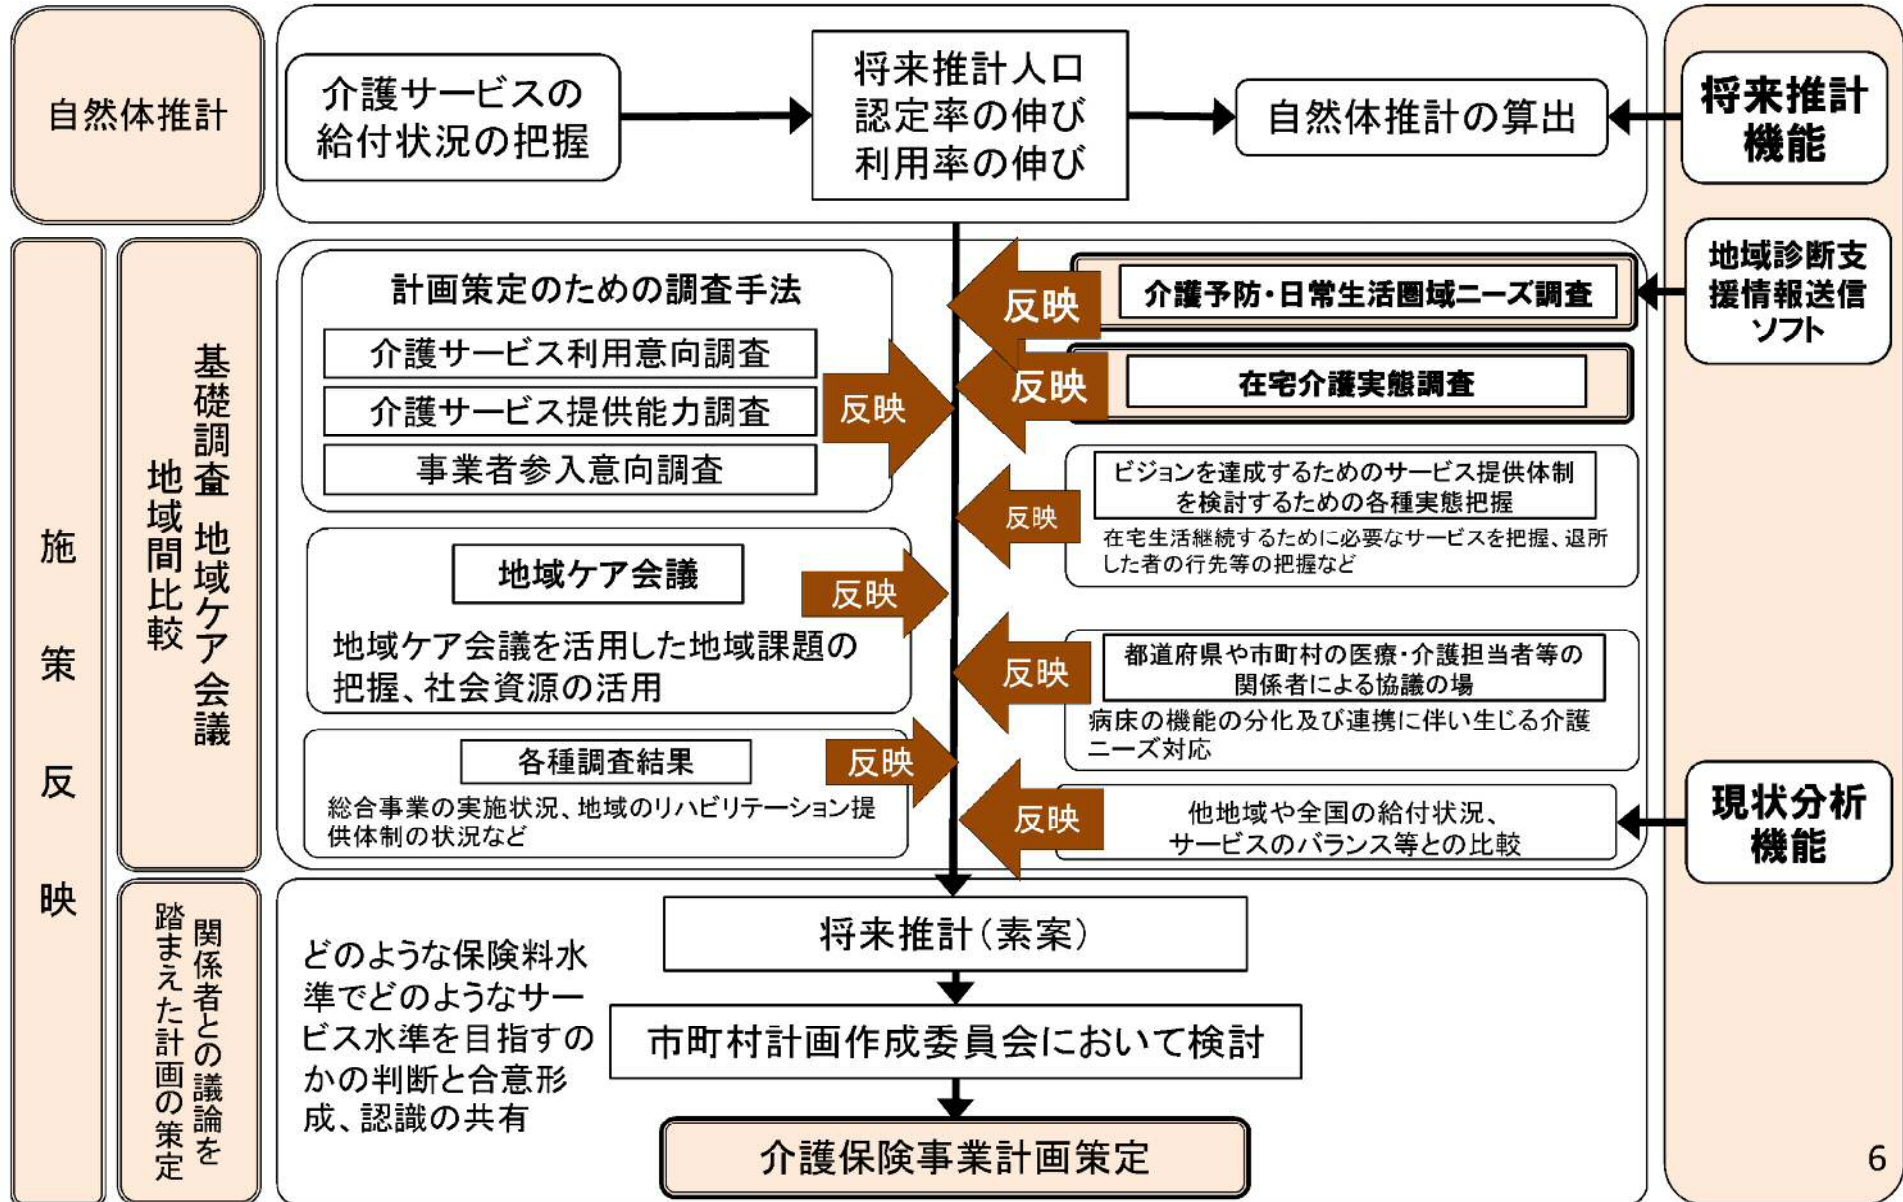 自然体推計
介護サービスの
給付状況の把握
将来推計人口
認定率の伸び
利用率の伸び
自然体推計の算出
将来推計
機能
施策反映
基礎調査 地域ケア会議
地域間比較
計画策定のための調査手法
介護サービス利用意向調査
介護サービス提供能力調査
事業者参入意向調査
反映
反映
介護予防・日常生活圏域ニーズ調査
地域診断支
援情報送信
ソフト
反映
在宅介護実態調査
反映
ビジョンを達成するためのサービス提供体制
を検討するための各種実態把握
在宅生活継続するために必要なサービスを把握、退所
した者の行先等の把握など
地域ケア会議
地域ケア会議を活用した地域課題の
把握、社会資源の活用
反映
反映
都道府県や市町村の医療・介護担当者等の
関係者による協議の場
病床の機能の分化及び連携に伴い生じる介護
ニーズ対応
各種調査結果
総合事業の実施状況、地域のリハビリテーション提
供体制の状況など
反映
反映
他地域や全国の給付状況、
サービスのバランス等との比較
現状分析
機能
関係者との議論を
踏まえた計画の策定
どのような保険料水
準でどのようなサー
ビス水準を目指すの
かの判断と合意形
成、認識の共有
将来推計（素案）
市町村計画作成委員会において検討
介護保険事業計画策定
6